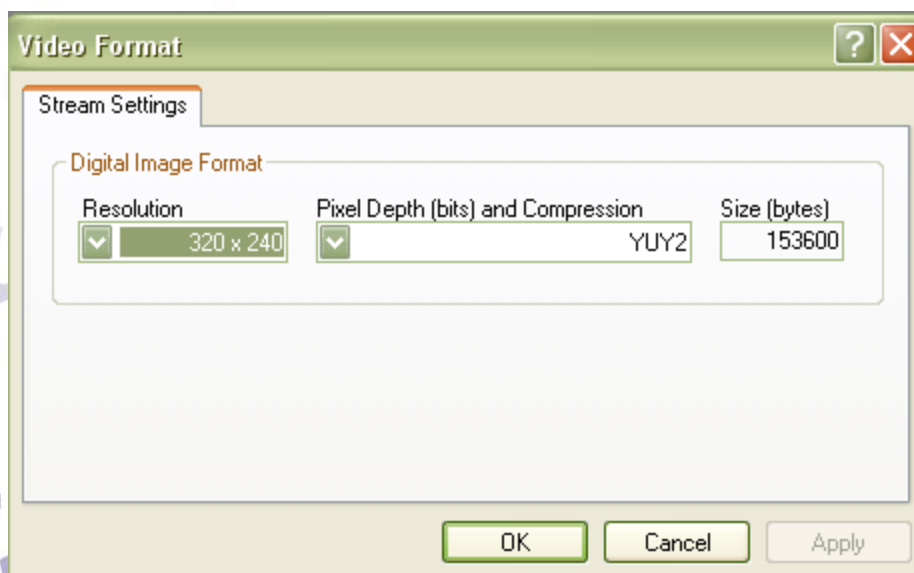 Video Format
Stream Settings
Digital Image Format
Resolution Pixel Depth (bits) and Compression Size (bytes)
320 x 240 YUY2 153600
OK Cancel Apply